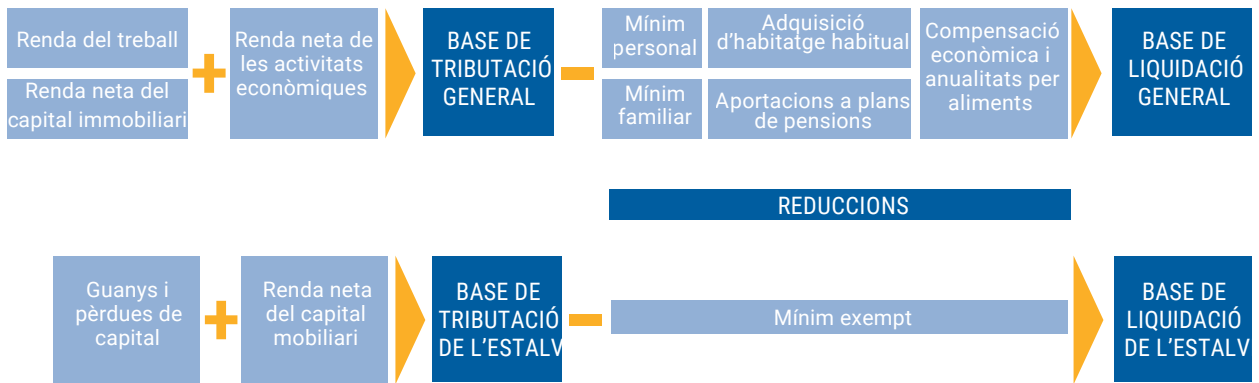 Renda del treball
Renda neta del
capital immobiliari
Renda neta de
les activitats
econòmiques
BASE DE
TRIBUTACIÓ
GENERAL
Mínim
personal
Adquisició
d'habitatge habitual
Mínim
familiar
Aportacions a plans
de pensions
Compensació
econòmica i
anualitats per
aliments
BASE DE
LIQUIDACIÓ
GENERAL
REDUCCIONS
Guanys i
pèrdues de
capital
Renda neta
del capital
mobiliari
BASE DE
TRIBUTACIÓ
DE L'ESTALV
Mínim exempt
BASE DE
LIQUIDACIÓ
DE L'ESTALVI